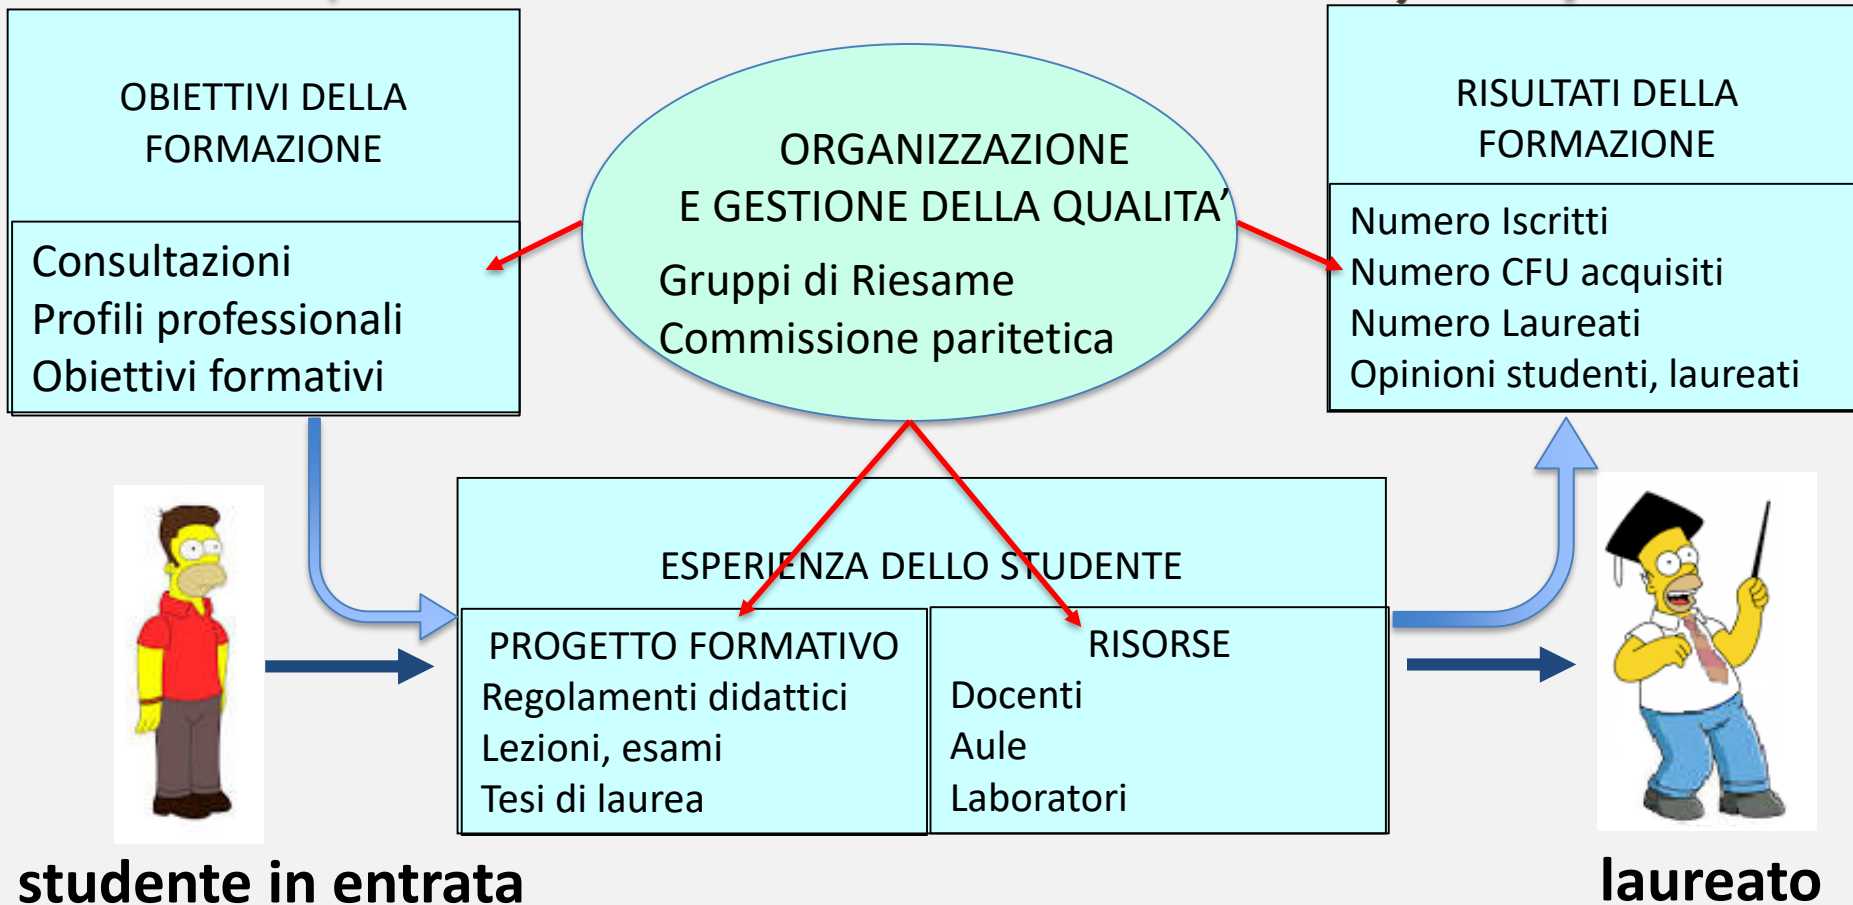 OBIETTIVI DELLA
FORMAZIONE
Consultazioni
Profili professionali
Obiettivi formativi
ORGANIZZAZIONE
E GESTIONE DELLA QUALITA’
Gruppi di Riesame
Commissione paritetica
RISULTATI DELLA
FORMAZIONE
Numero Iscritti
Numero CFU acquisiti
Numero Laureati
Opinioni studenti, laureati
ESPERIENZA DELLO STUDENTE
PROGETTO FORMATIVO
Regolamenti didattici
Lezioni, esami
Tesi di laurea
RISORSE
Docenti
Aule
Laboratori
studente in entrata
laureato